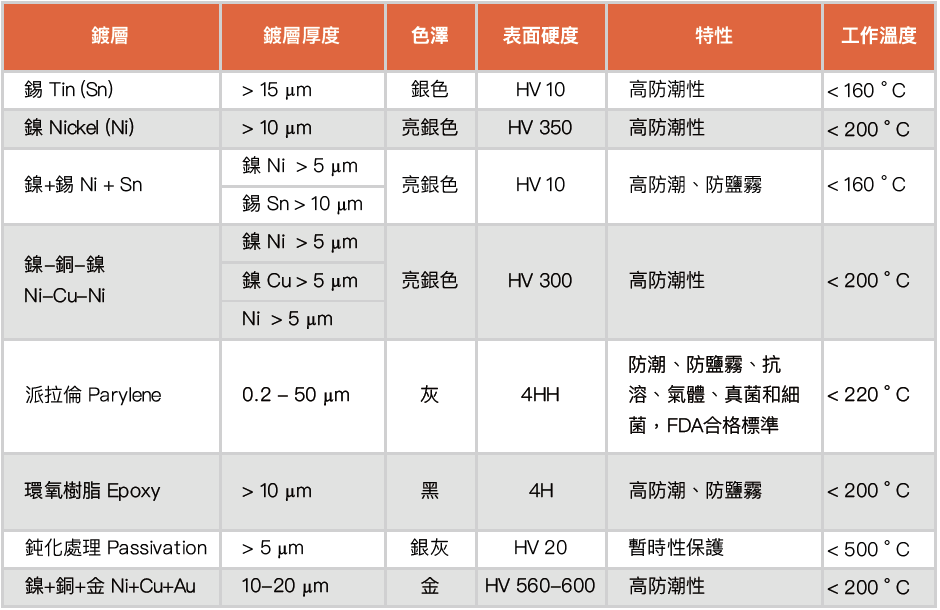 鍍層 鍍層厚度 色澤 表面硬度 特性 工作溫度
錫 Tin (Sn) > 15 μm 銀色 HV 10 高防潮性 < 160 ˚ C
鎳 Nickel (Ni) > 10 μm 亮銀色 HV 350 高防潮性 < 200 ˚ C
鎳+錫 Ni + Sn 鎳 Ni > 5 μm 亮銀色 HV 10 高防潮、防鹽霧 < 160 ˚ C
錫 Sn > 10 μm
鎳–銅–鎳 鎳 Ni > 5 μm 亮銀色 HV 300 高防潮性 < 200 ˚ C
Ni–Cu–Ni 鎳 Cu > 5 μm
Ni > 5 μm
派拉倫 Parylene 0.2 – 50 μm 灰 4HH 防潮、防鹽霧、抗 < 220 ˚ C
溶、氣體、真菌和細
菌，FDA合格標準
環氧樹脂 Epoxy > 10 μm 黑 4H 高防潮、防鹽霧 < 200 ˚ C
鈍化處理 Passivation > 5 μm 銀灰 HV 20 暫時性保護 < 500 ˚ C
鎳+銅+金 Ni+Cu+Au 10–20 μm 金 HV 560–600 高防潮性 < 200 ˚ C